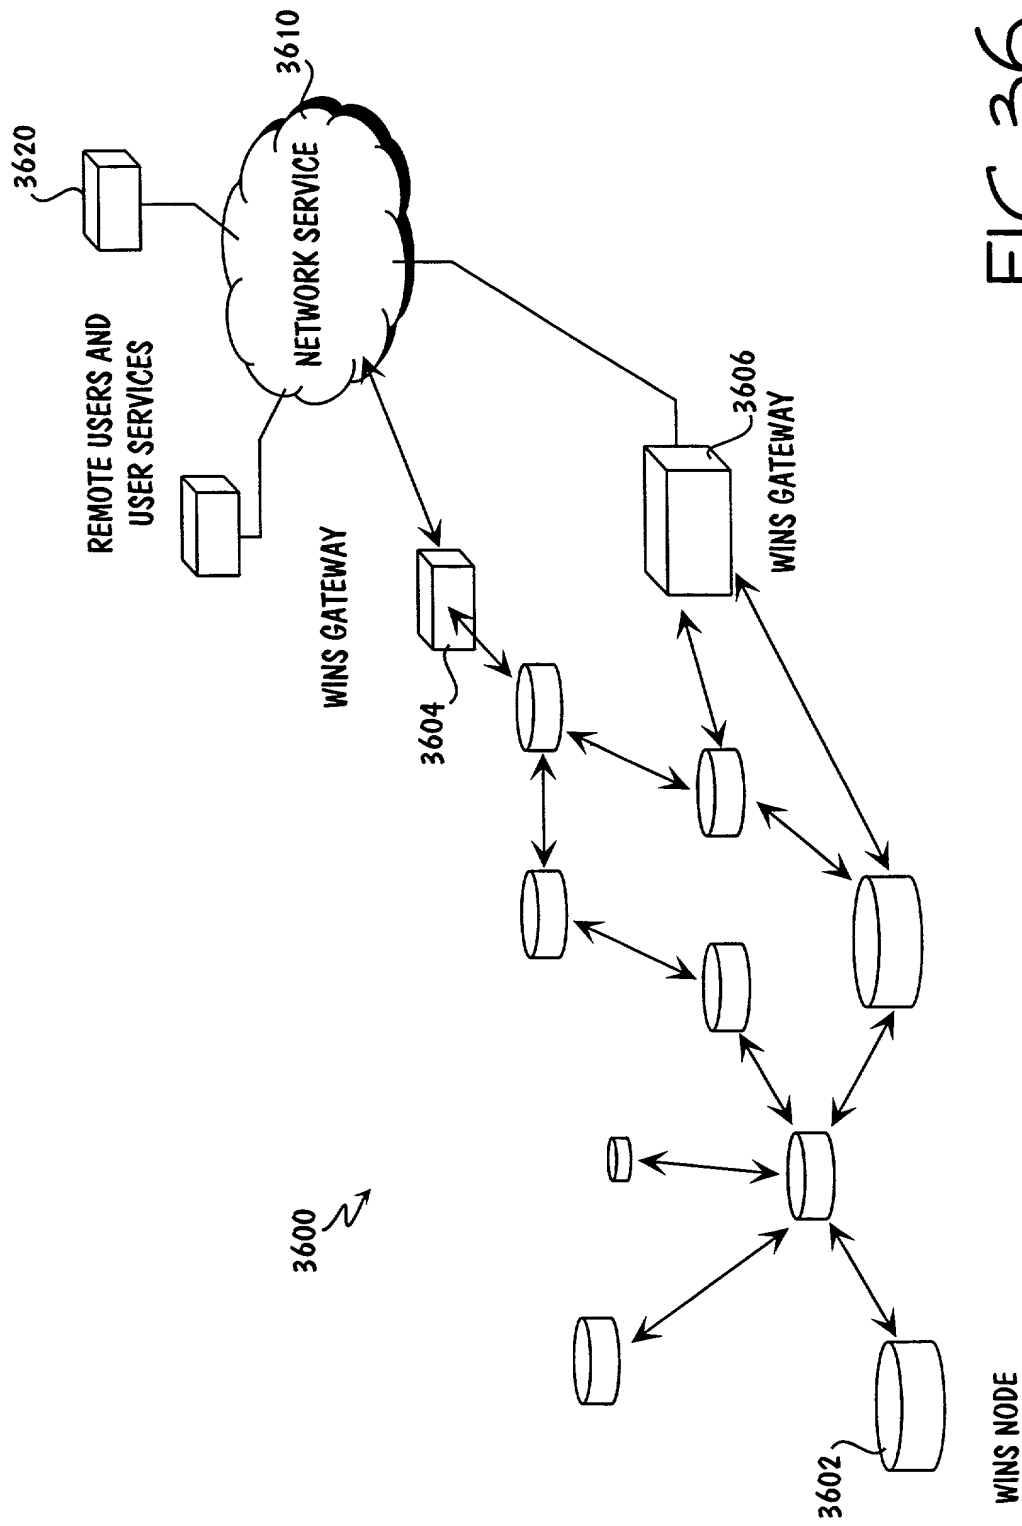 3620
3610
REMOTE USERS AND
USER SERVICES
NETWORK SERVICE
WINS GATEWAY
3604
3606
WINS GATEWAY
3600
3602
WINS NODE
FIG 36